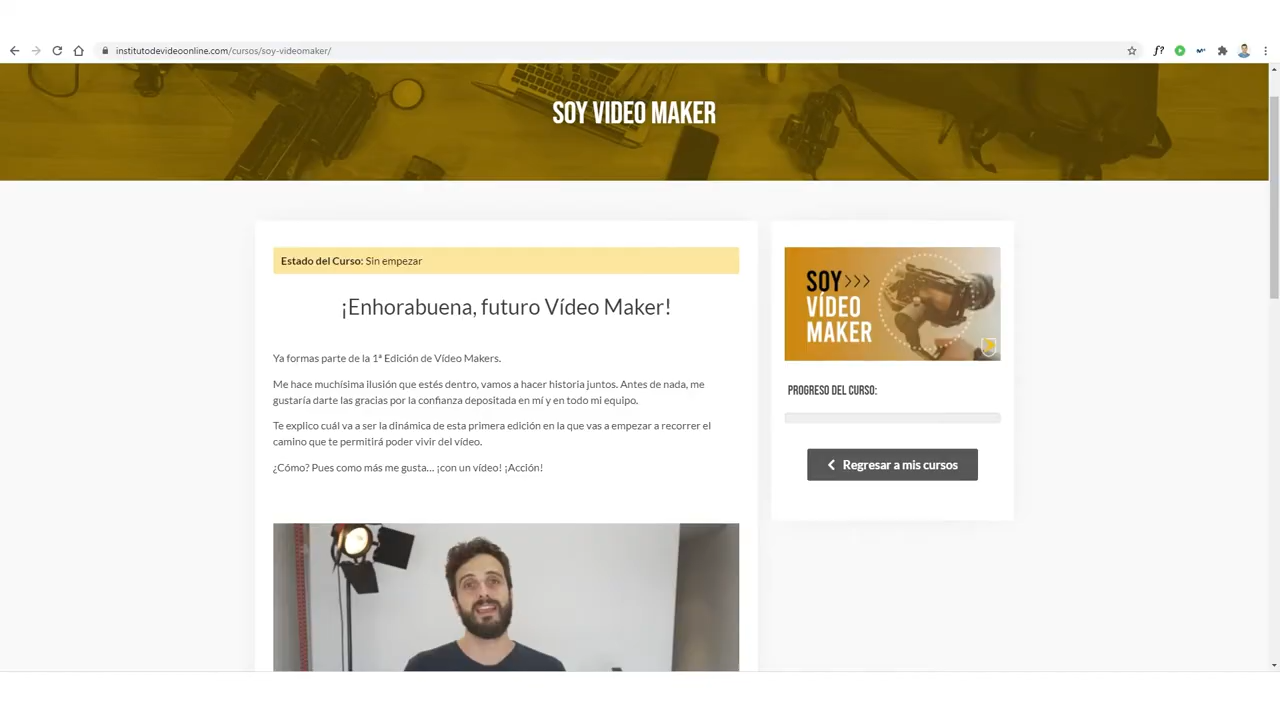 institutodevideoonline.com/cursos/soy-videomaker/
f?
SOY VIDEO MAKER
Estado del Curso: Sin empezar
¡Enhorabuena, futuro Vídeo Maker!
Ya formas parte de la 1ª Edición de Vídeo Makers.
Me hace muchísima ilusión que estés dentro, vamos a hacer historia juntos. Antes de nada, me
gustaría darte las gracias por la confianza depositada en mí y en todo mi equipo.
Te explico cuál va a ser la dinámica de esta primera edición en la que vas a empezar a recorrer el
camino que te permitirá poder vivir del vídeo.
¿Cómo? Pues como más me gusta... ¡con un vídeo! ¡Acción!
SOY >>>
VÍDEO
MAKER
PROGRESO DEL CURSO:
Regresar a mis cursos